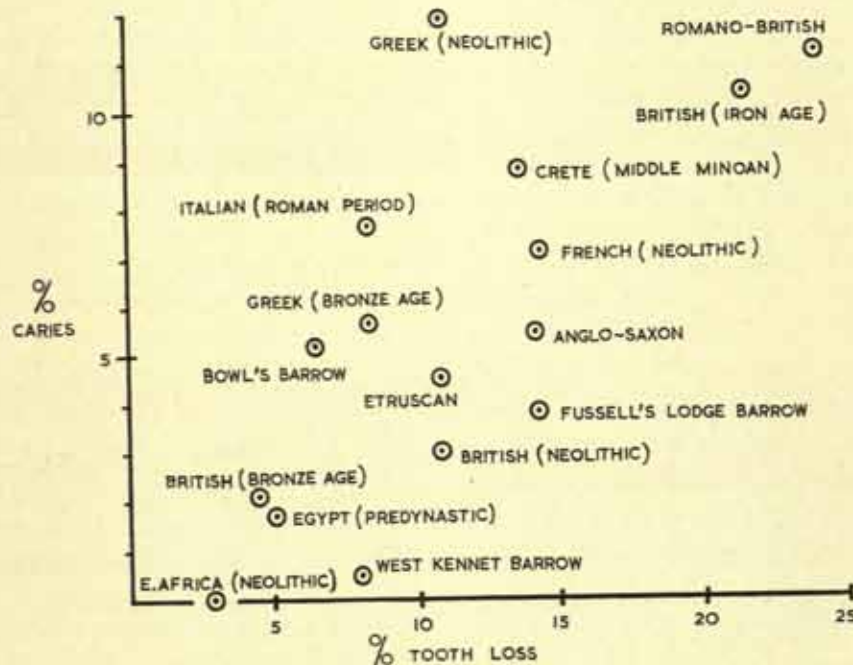 GREEK (NEOLITHIC)
ROMANO-BRITISH
10
BRITISH (IRON AGE)
CRETE (MIDDLE MINOAN)
ITALIAN (ROMAN PERIOD)
FRENCH (NEOLITHIC)
%
CARIES
GREEK (BRONZE AGE)
ANGLO-SAXON
5
BOWL'S BARROW
ETRUSCAN
FUSSELL'S LODGE BARROW
BRITISH (NEOLITHIC)
BRITISH (BRONZE AGE)
EGYPT (PREDYNASTIC)
WEST KENNET BARROW
E.AFRICA (NEOLITHIC)
5
10
15
20
25
% TOOTH LOSS